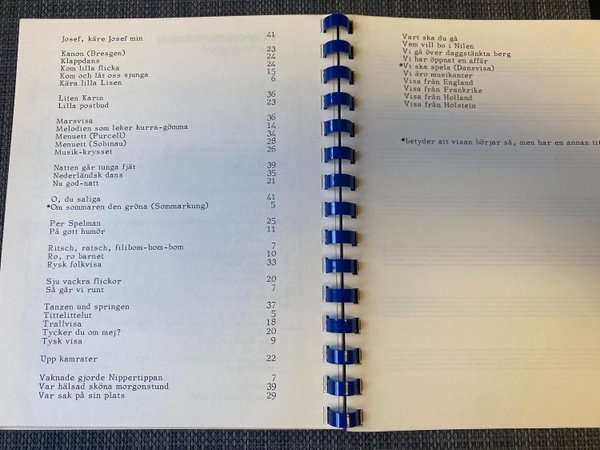 Josef, käre Josef min 41
Kanon (Bresgen) 23
Klappdans 24
Kom lilla flicka 24
Kom och låt oss sjunga 15
Kära lilla Lisen 6
Liten Karin 36
Lilla postbud 23
Marsvisa 36
Melodien som leker kurra-gömma 14
Menuett (Purcell) 34
Menuett (Sobinau) 28
Musik-krysset 26
Natten går tunga fjät 39
Nederländsk dans 35
Nu god-natt 21
O, du saliga 41
*Om sommaren den gröna (Sommarkung) 5
Per Spelman 25
På gott humör 11
Ritsch, ratsch, filibom-bom-bom 7
Ro, ro barnet 10
Rysk folkvisa 33
Sju vackra flickor 20
Så går vi runt 7
Tanzen und springen 37
Tittelittelut 5
Trallvisa 18
Tycker du om mej? 20
Tysk visa 9
Upp kamrater 22
Vaknade gjorde Nippertippan 7
Var hälsad sköna morgonstund 39
Var sak på sin plats 29
Vart ska du gå
Vem vill bo i Nilen
Vi gå över daggstänkta berg
Vi har öppnat en affär
*Vi ska spela (Dansvisa)
Vi äro musikanter
Visa från England
Visa från Frankrike
Visa från Holland
Visa från Holstein
*betyder att visan börjar så, men har en annan tit